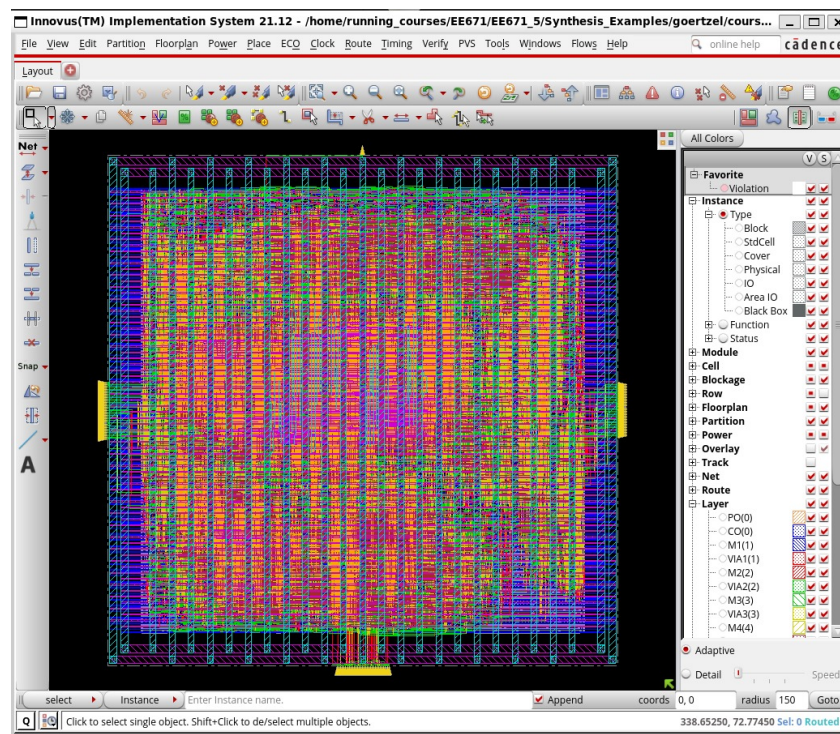 Innovus(TM) Implementation System 21.12 - /home/running_courses/EE671/EE671_5/Synthesis_Examples/goertzel/cours...
File View Edit Partition Floorplan Power Place ECO Clock Route Timing Verify PVS Tools Windows Flows Help
online help
cādence
Layout
All Colors
Net
V S
Favorite
Violation
Instance
Type
Block
StdCell
Cover
Physical
IO
Area IO
Black Box
Function
Status
Module
Cell
Blockage
Row
Floorplan
Partition
Power
Overlay
Track
Net
Route
Layer
PO(0)
CO(0)
M1(1)
VIA1(1)
M2(2)
VIA2(2)
M3(3)
VIA3(3)
M4(4)
Snap
A
Adaptive
Detail
Speed
select Instance Enter Instance name. Append coords 0, 0 radius 150 Goto
Q Click to select single object. Shift+Click to de/select multiple objects. 338.65250, 72.77450 Sel: 0 Routed